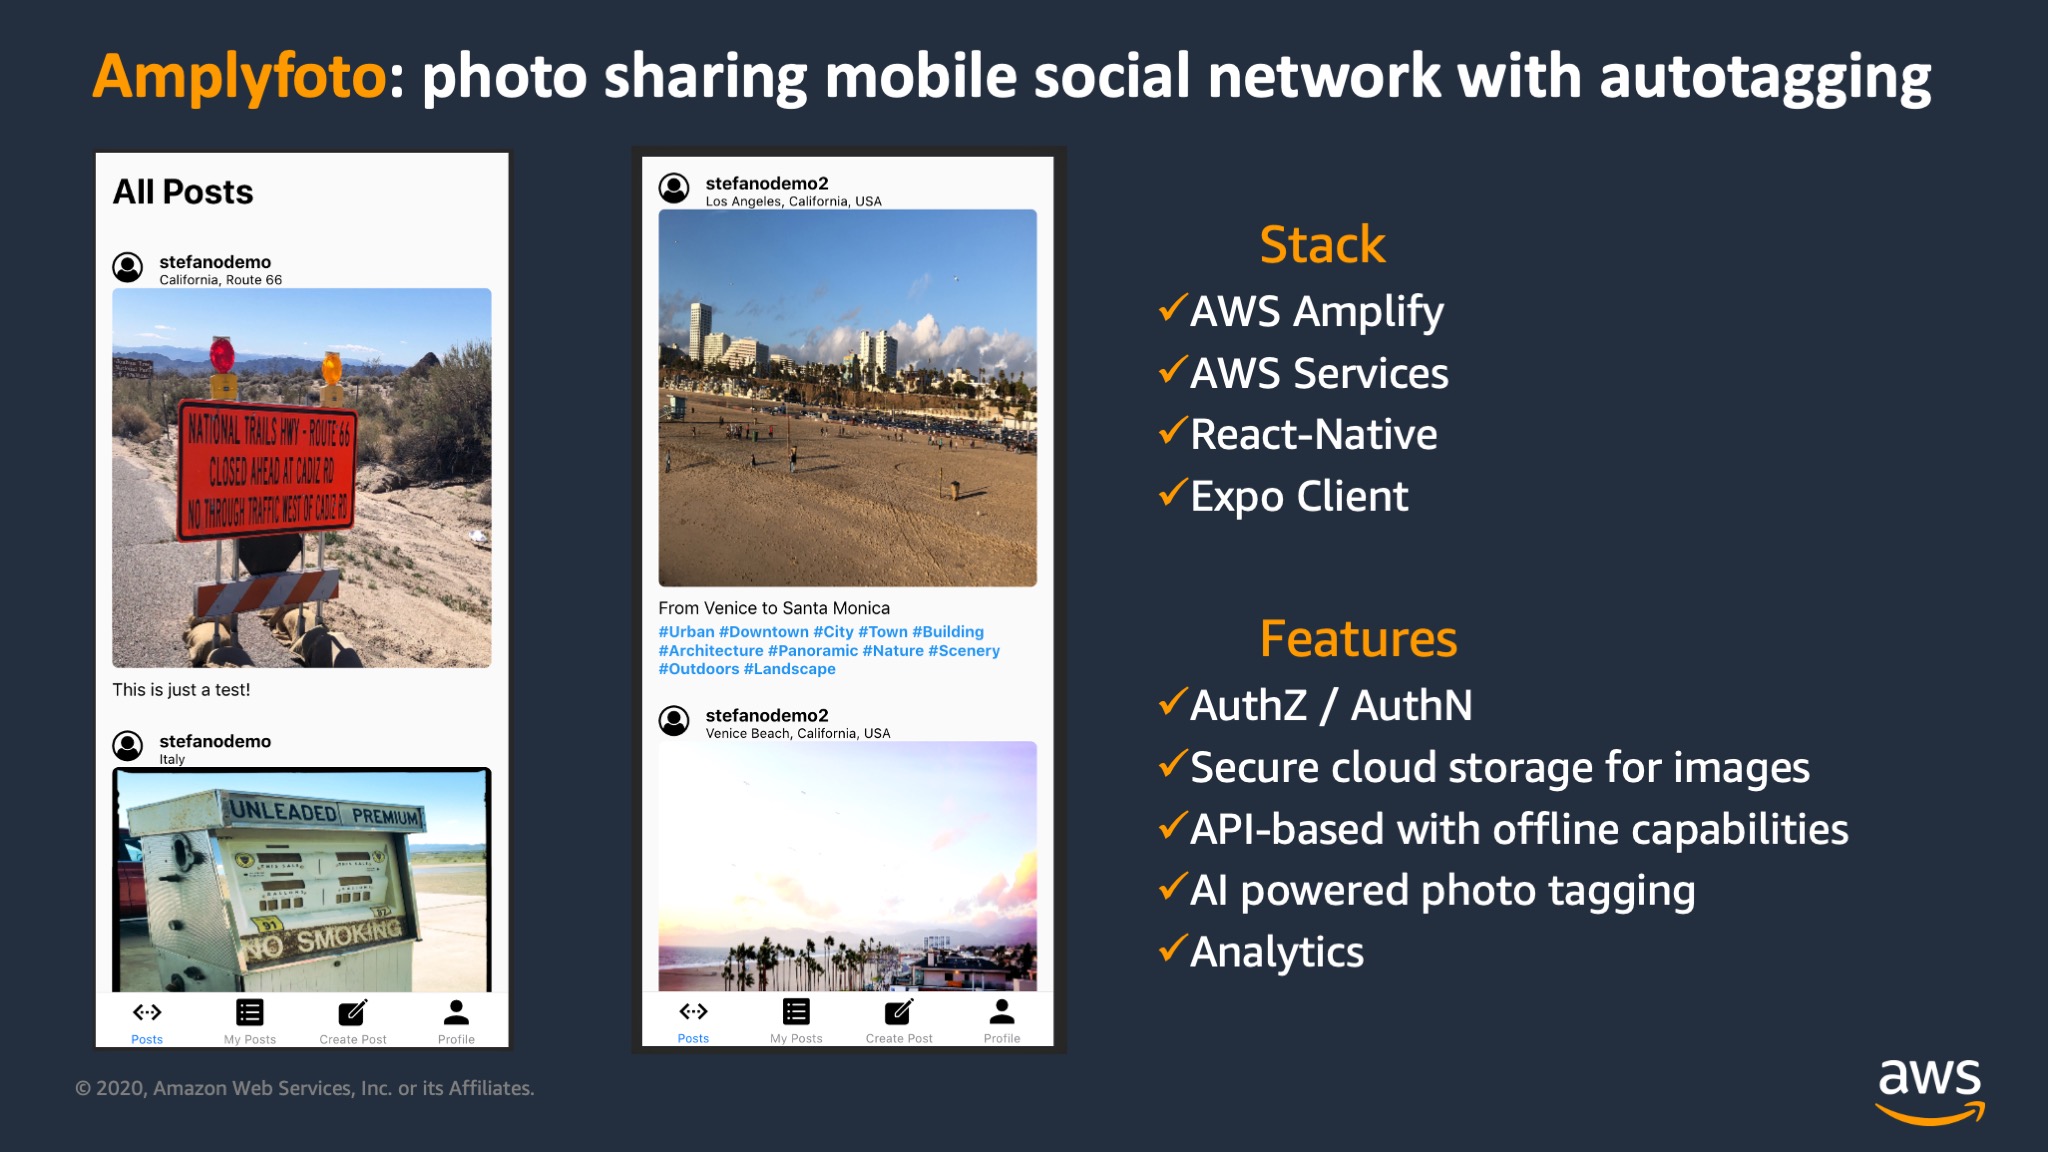 Amplyfoto: photo sharing mobile social network with autotagging
All Posts
stefanodemo
California, Route 66
NATIONAL TRAILS HWY - ROUTE 66
CLOSED AHEAD AT CADIZ RD
NO THROUGH TRAFFIC WEST OF CADIZ RD
This is just a test!
stefanodemo
Italy
UNLEADED PREMIUM
THIS SALE
91
NO SMOKING
Posts
My Posts
Create Post
Profile
stefanodemo2
Los Angeles, California, USA
From Venice to Santa Monica
#Urban #Downtown #City #Town #Building
#Architecture #Panoramic #Nature #Scenery
#Outdoors #Landscape
stefanodemo2
Venice Beach, California, USA
Posts
My Posts
Create Post
Profile
Stack
✓AWS Amplify
✓AWS Services
✓React-Native
✓Expo Client
Features
✓AuthZ / AuthN
✓Secure cloud storage for images
✓API-based with offline capabilities
✓AI powered photo tagging
✓Analytics
© 2020, Amazon Web Services, Inc. or its Affiliates.
aws